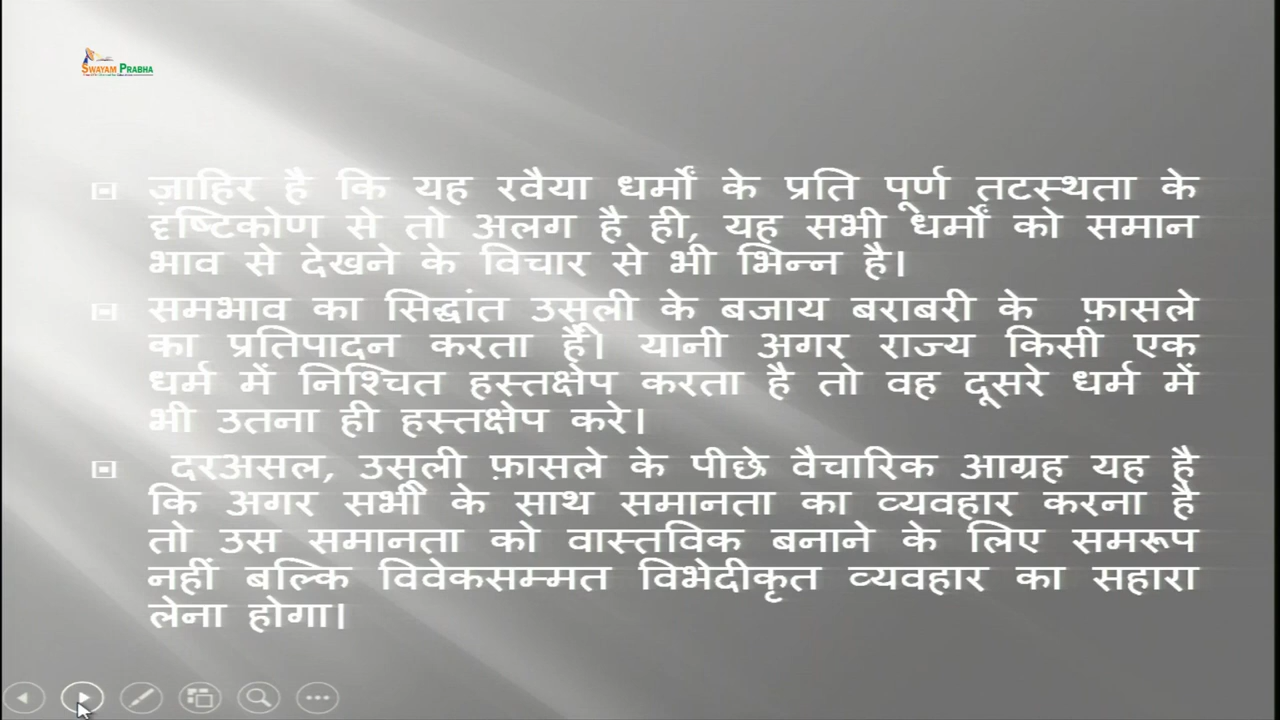 SWAYAM PRABHA
ज़ाहिर है कि यह रवैया धर्मों के प्रति पूर्ण तटस्थता के
दृष्टिकोण से तो अलग है ही, यह सभी धर्मों को समान
भाव से देखने के विचार से भी भिन्न है।
समभाव का सिद्धांत उसूली के बजाय बराबरी के फ़ासले
का प्रतिपादन करता है। यानी अगर राज्य किसी एक
धर्म में निश्चित हस्तक्षेप करता है तो वह दूसरे धर्म में
भी उतना ही हस्तक्षेप करे।
दरअसल, उसूली फ़ासले के पीछे वैचारिक आग्रह यह है
कि अगर सभी के साथ समानता का व्यवहार करना है
तो उस समानता को वास्तविक बनाने के लिए समरूप
नहीं बल्कि विवेकसम्मत विभेदीकृत व्यवहार का सहारा
लेना होगा।